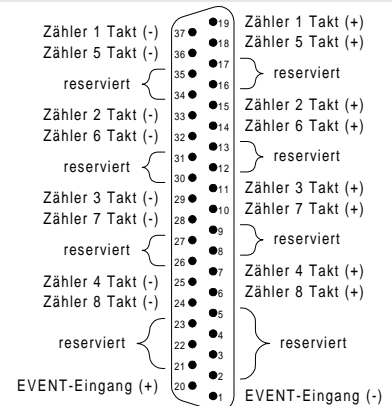 Zähler 1 Takt (-) 37 19 Zähler 1 Takt (+)
Zähler 5 Takt (-) 36 18 Zähler 5 Takt (+)
reserviert 35 17 reserviert
34 16
Zähler 2 Takt (-) 33 15 Zähler 2 Takt (+)
Zähler 6 Takt (-) 32 14 Zähler 6 Takt (+)
reserviert 31 13 reserviert
30 12
Zähler 3 Takt (-) 29 11 Zähler 3 Takt (+)
Zähler 7 Takt (-) 28 10 Zähler 7 Takt (+)
reserviert 27 9 reserviert
26 8
Zähler 4 Takt (-) 25 7 Zähler 4 Takt (+)
Zähler 8 Takt (-) 24 6 Zähler 8 Takt (+)
23 5
reserviert 22 4 reserviert
21 3
2
EVENT-Eingang (+) 20 1 EVENT-Eingang (-)